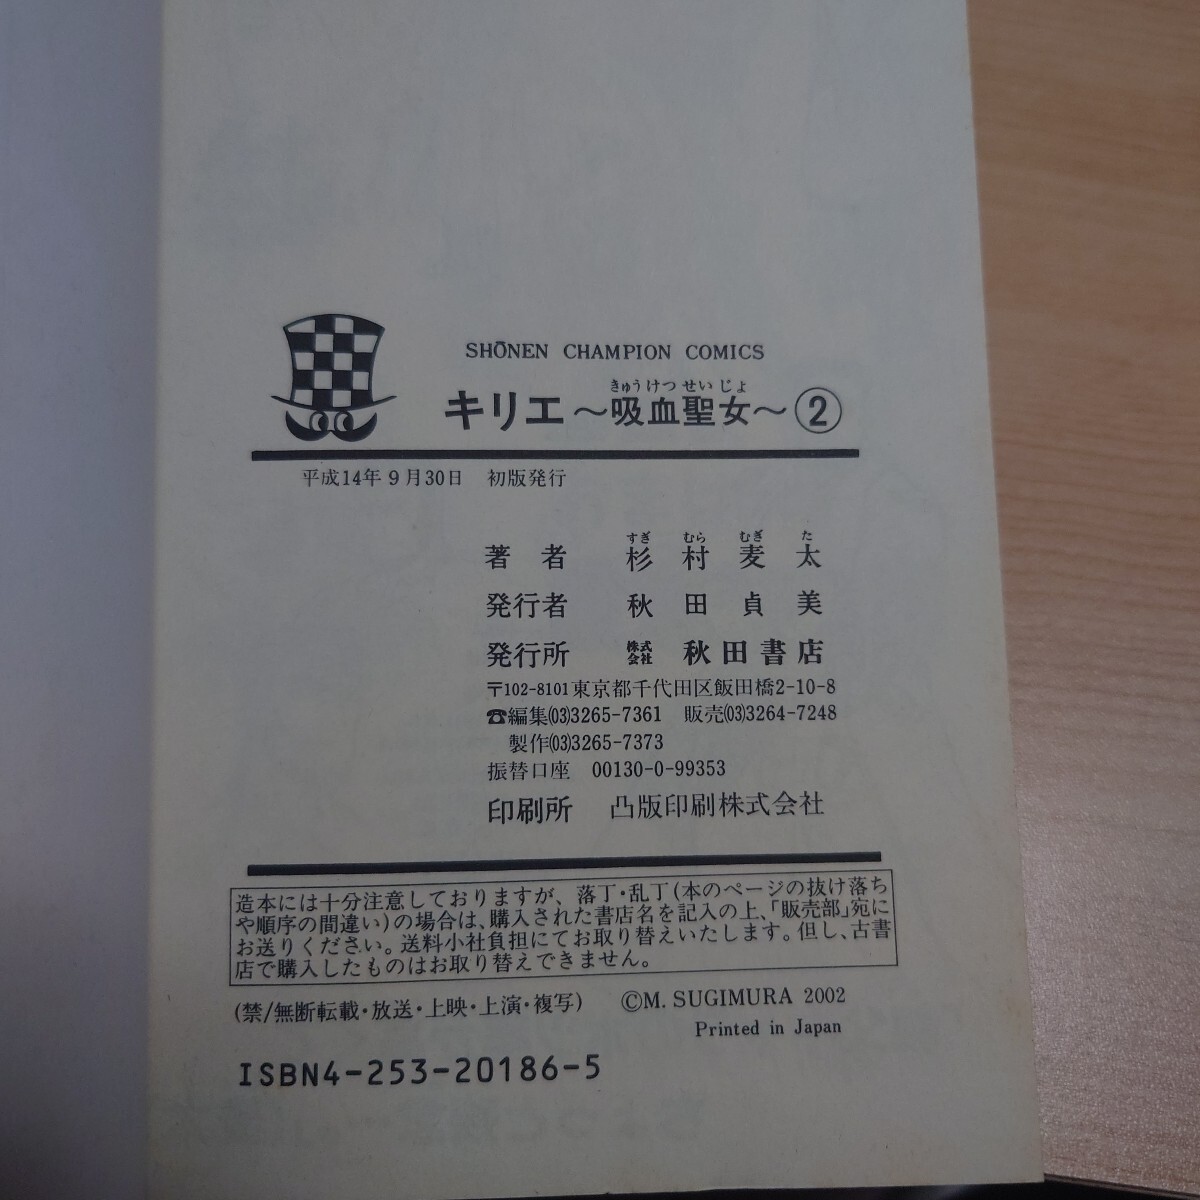 SHŌNEN CHAMPION COMICS
きゅうけつせいじょ
キリエ～吸血聖女～②
平成14年9月30日 初版発行
すぎ むら むぎ た
著者 杉村麦太
発行者 秋田貞美
発行所 株式会社 秋田書店
〒102-8101東京都千代田区飯田橋2-10-8
☎編集(03)3265-7361 販売(03)3264-7248
製作(03)3265-7373
振替口座 00130-0-99353
印刷所 凸版印刷株式会社
造本には十分注意しておりますが、落丁・乱丁(本のページの抜け落ち
や順序の間違い)の場合は、購入された書店名を記入の上、「販売部」宛に
お送りください。送料小社負担にてお取り替えいたします。但し、古書
店で購入したものはお取り替えできません。
(禁/無断転載・放送・上映・上演・複写) ©M. SUGIMURA 2002
Printed in Japan
ISBN4-253-20186-5